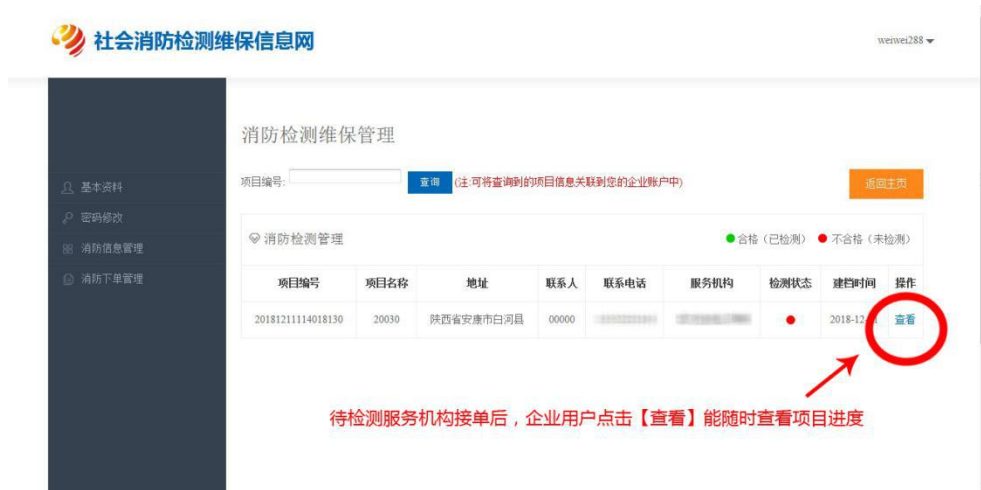 社会消防检测维保信息网
weiwei288
消防检测维保管理
项目编号: 查询 (注:可将查询到的项目信息关联到您的企业账户中) 返回主页
基本资料
密码修改
消防信息管理
消防下单管理
消防检测管理 合格（已检测） 不合格（未检测）
项目编号 项目名称 地址 联系人 联系电话 服务机构 检测状态 建档时间 操作
20181211114018130 20030 陕西省安康市白河县 00000 查看
待检测服务机构接单后，企业用户点击【查看】能随时查看项目进度